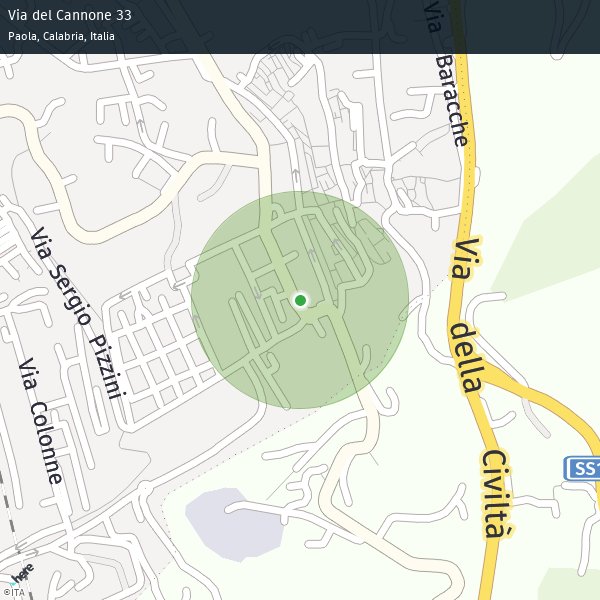 Via del Cannone 33
Paola, Calabria, Italia
Via Baracche
Via Sergio Pizzini
Via della Civiltà
Via Colonne
SS1
here
©ITA